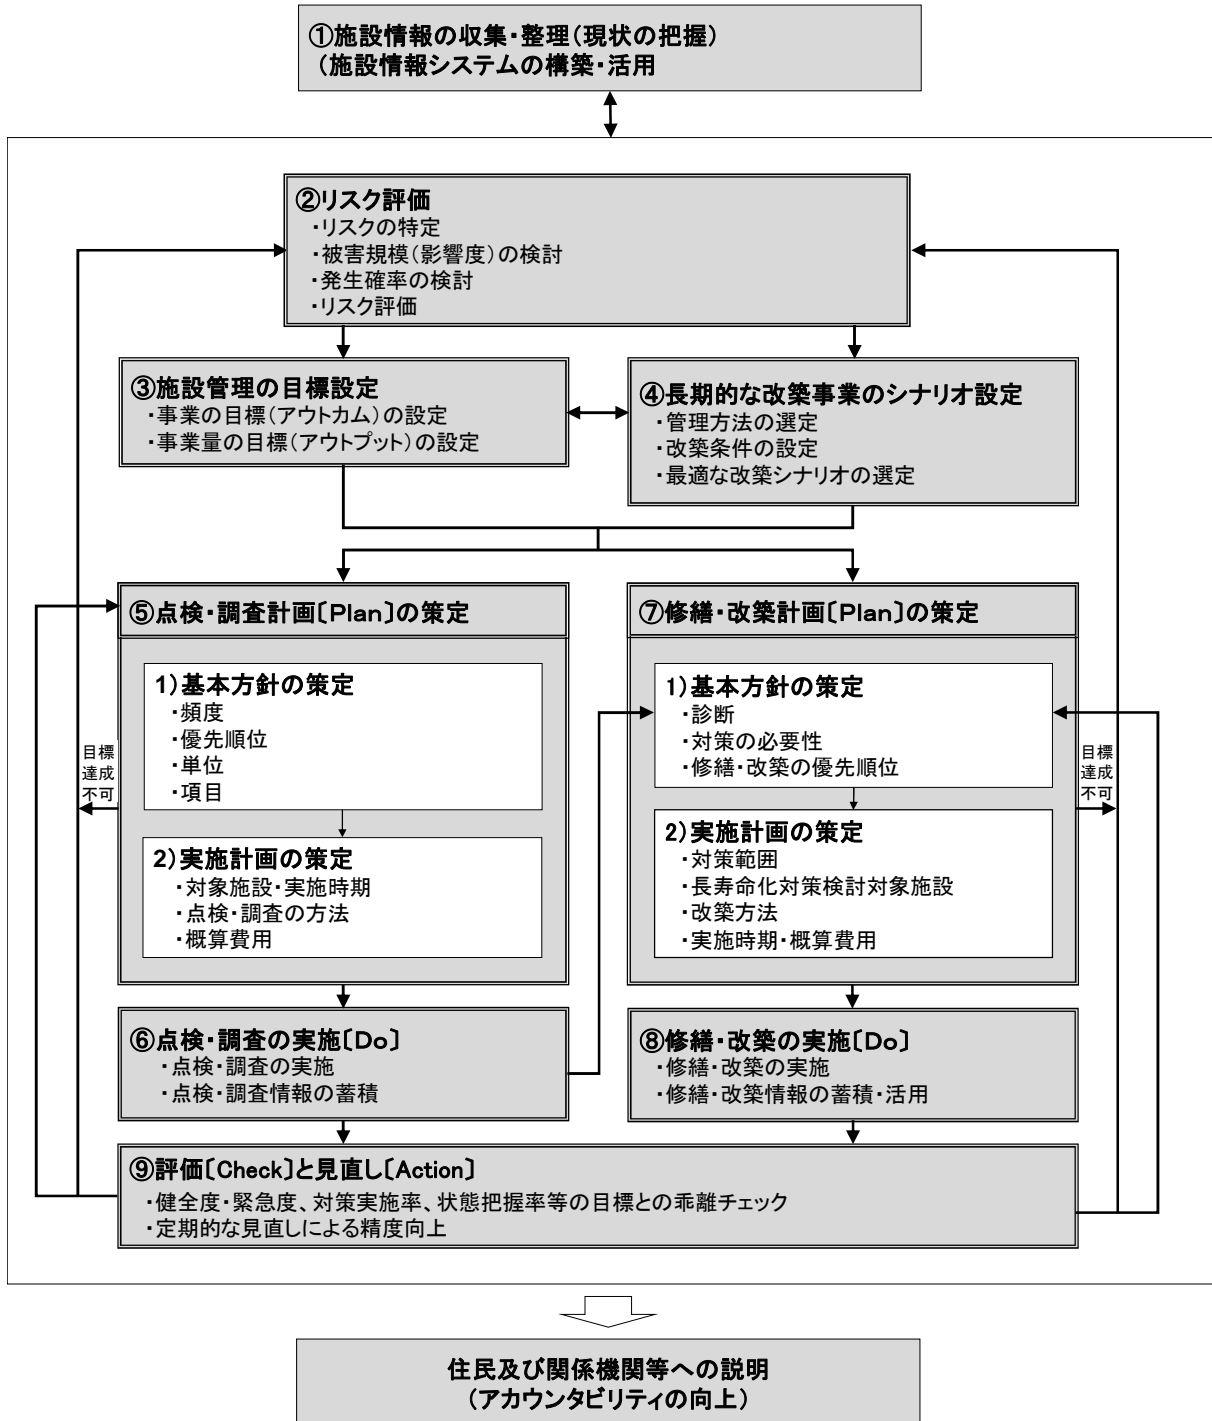 ①施設情報の収集・整理(現状の把握)
(施設情報システムの構築・活用
②リスク評価
・リスクの特定
・被害規模(影響度)の検討
・発生確率の検討
・リスク評価
③施設管理の目標設定
・事業の目標(アウトカム)の設定
・事業量の目標(アウトプット)の設定
④長期的な改築事業のシナリオ設定
・管理方法の選定
・改築条件の設定
・最適な改築シナリオの選定
⑤点検・調査計画〔Plan〕の策定
1)基本方針の策定
・頻度
・優先順位
・単位
・項目
2)実施計画の策定
・対象施設・実施時期
・点検・調査の方法
・概算費用
目標
達成
不可
⑦修繕・改築計画〔Plan〕の策定
1)基本方針の策定
・診断
・対策の必要性
・修繕・改築の優先順位
2)実施計画の策定
・対策範囲
・長寿命化対策検討対象施設
・改築方法
・実施時期・概算費用
目標
達成
不可
⑥点検・調査の実施〔Do〕
・点検・調査の実施
・点検・調査情報の蓄積
⑧修繕・改築の実施〔Do〕
・修繕・改築の実施
・修繕・改築情報の蓄積・活用
⑨評価〔Check〕と見直し〔Action〕
・健全度・緊急度、対策実施率、状態把握率等の目標との乖離チェック
・定期的な見直しによる精度向上
住民及び関係機関等への説明
(アカウンタビリティの向上)